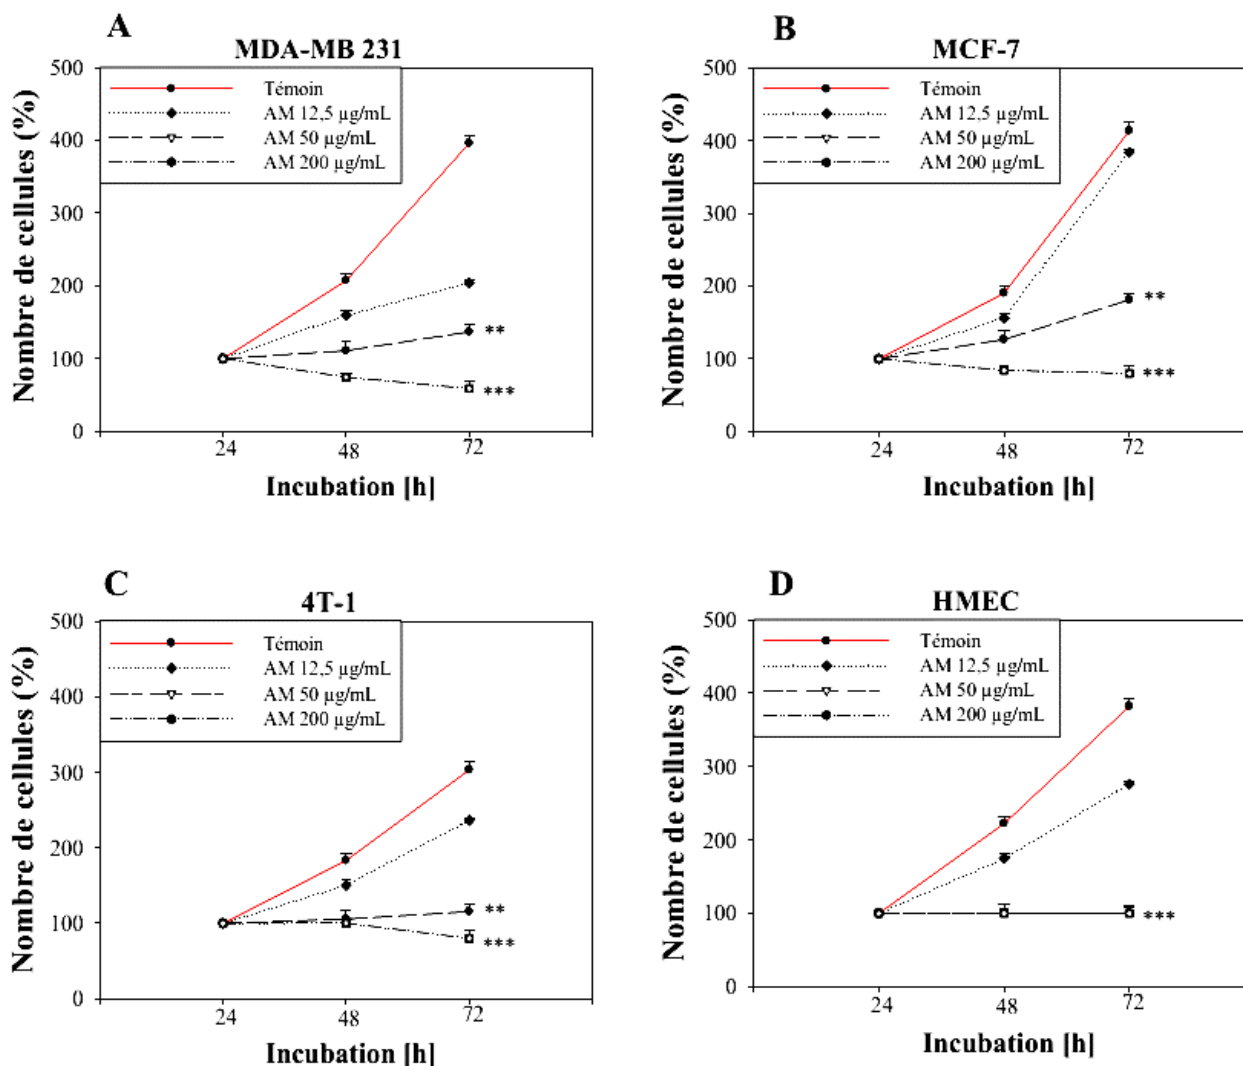 A
MDA-MB 231
Nombre de cellules (%)
500
400
300
200
100
0
Témoin
AM 12,5 µg/mL
AM 50 µg/mL
AM 200 µg/mL
**
***
24
48
72
Incubation [h]
B
MCF-7
Nombre de cellules (%)
500
400
300
200
100
0
Témoin
AM 12,5 µg/mL
AM 50 µg/mL
AM 200 µg/mL
**
***
24
48
72
Incubation [h]
C
4T-1
Nombre de cellules (%)
500
400
300
200
100
0
Témoin
AM 12,5 µg/mL
AM 50 µg/mL
AM 200 µg/mL
**
***
24
48
72
Incubation [h]
D
HMEC
Nombre de cellules (%)
500
400
300
200
100
0
Témoin
AM 12,5 µg/mL
AM 50 µg/mL
AM 200 µg/mL
***
24
48
72
Incubation [h]